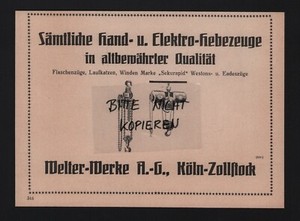 Sämtliche Hand- u. Elektro-Hebezeuge
in altbewährter Qualität
Flaschenzüge, Laufkatzen, Winden Marke „Sekurapid" Westons- u. Endezüge
BITTE NICHT
KOPIEREN
Welter-Werke A.-G., Köln-Zollstock